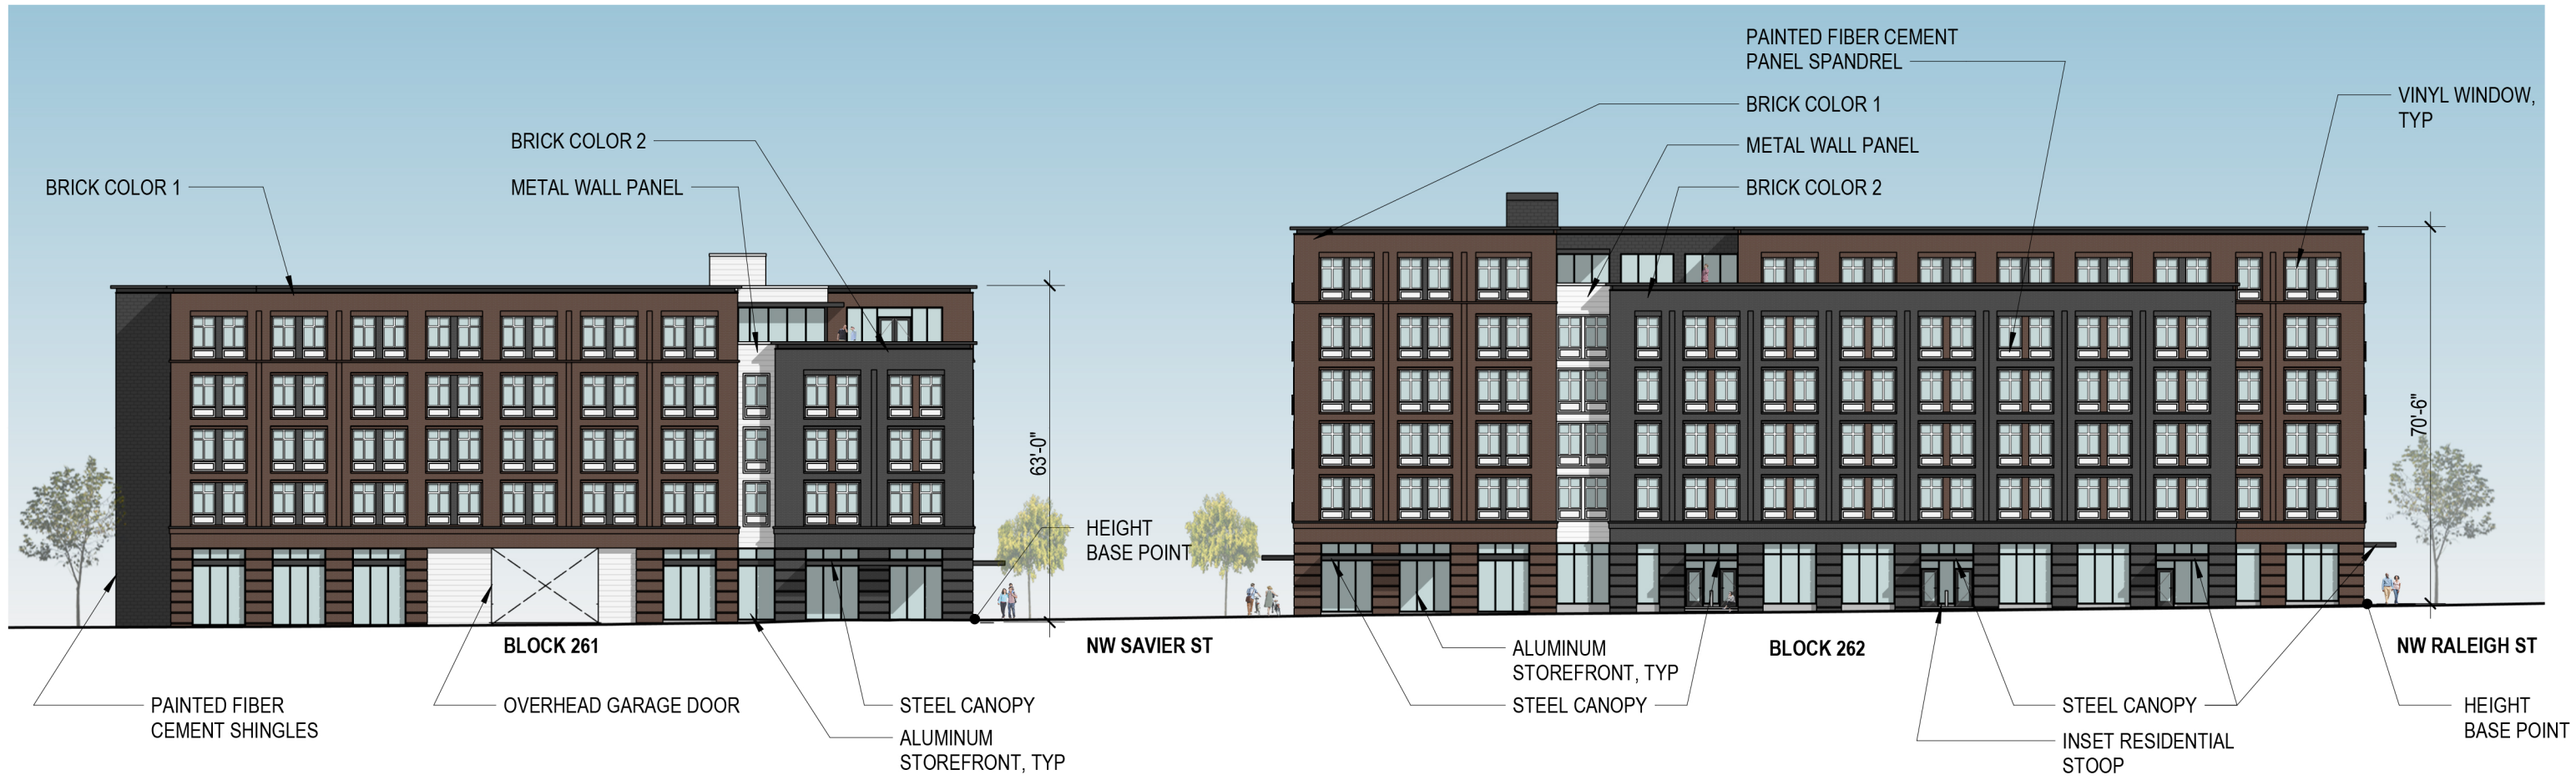 PAINTED FIBER CEMENT
PANEL SPANDREL
BRICK COLOR 1
VINYL WINDOW,
TYP
BRICK COLOR 2
METAL WALL PANEL
BRICK COLOR 1
METAL WALL PANEL
BRICK COLOR 2
63'-0"
70'-6"
HEIGHT
BASE POINT
BLOCK 261
NW SAVIER ST
ALUMINUM
STOREFRONT, TYP
BLOCK 262
NW RALEIGH ST
PAINTED FIBER
CEMENT SHINGLES
OVERHEAD GARAGE DOOR
STEEL CANOPY
ALUMINUM
STOREFRONT, TYP
STEEL CANOPY
STEEL CANOPY
INSET RESIDENTIAL
STOOP
HEIGHT
BASE POINT